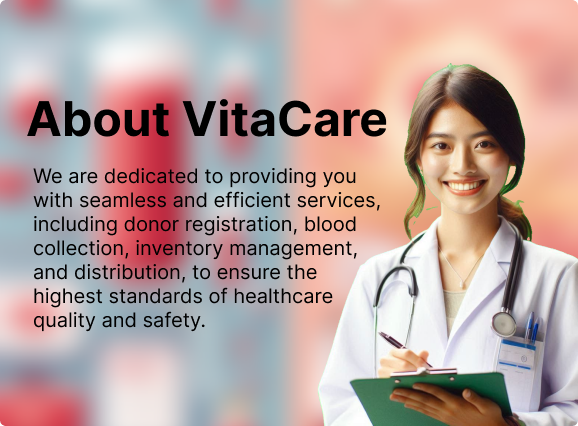 About VitaCare
We are dedicated to providing you
with seamless and efficient services,
including donor registration, blood
collection, inventory management,
and distribution, to ensure the
highest standards of healthcare
quality and safety.